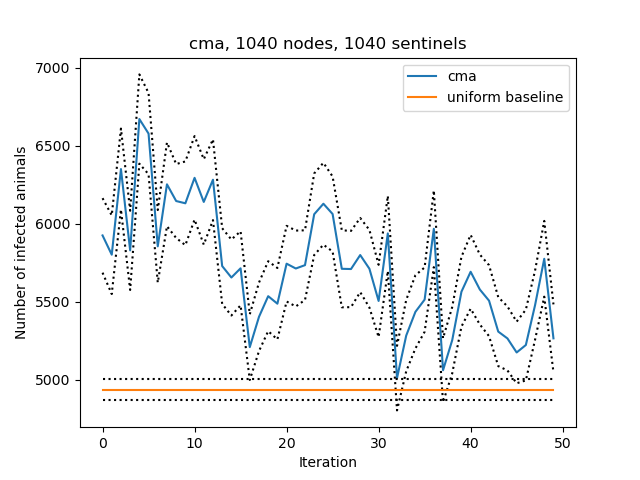 cma, 1040 nodes, 1040 sentinels
7000
6500
6000
5500
5000
Number of infected animals
cma
uniform baseline
0
10
20
30
40
50
Iteration